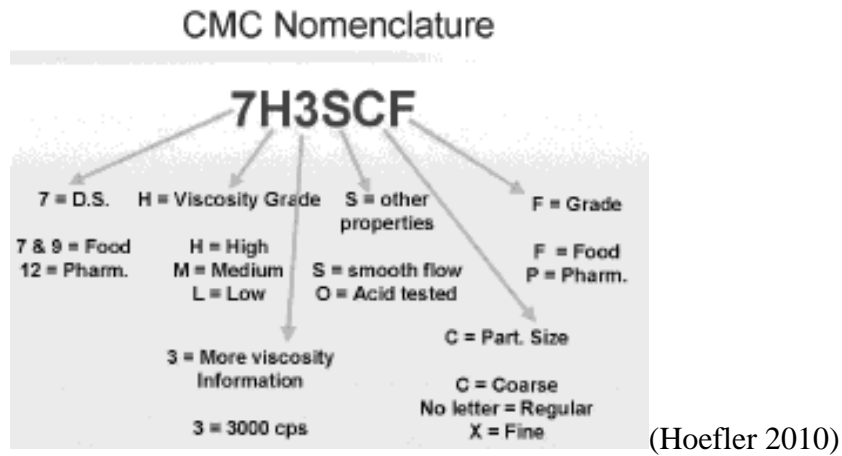 CMC Nomenclature
7H3SCF
7 = D.S.
7 & 9 = Food
12 = Pharm.
H = Viscosity Grade
H = High
M = Medium
L = Low
3 = More viscosity
Information
3 = 3000 cps
S = other
properties
S = smooth flow
O = Acid tested
C = Part. Size
C = Coarse
No letter = Regular
X = Fine
F = Grade
F = Food
P = Pharm.
(Hoefler 2010)